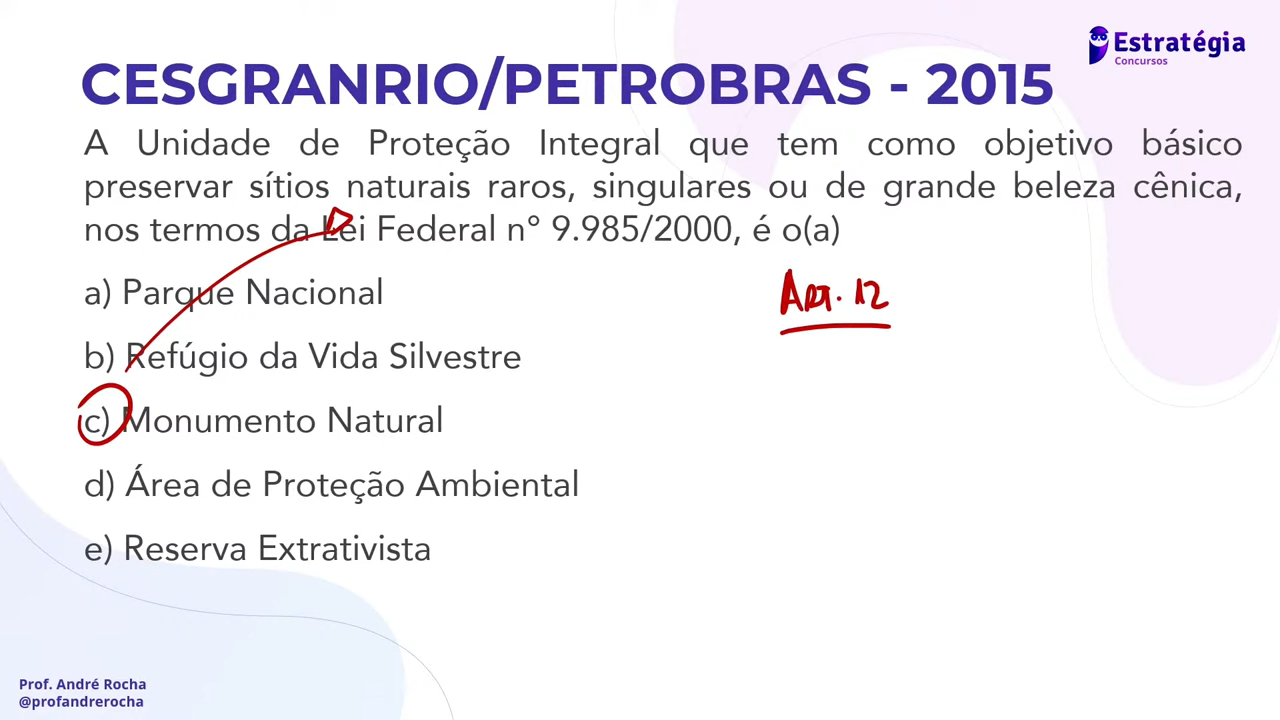 Estratégia
Concursos
CESGRANRIO/PETROBRAS - 2015
A Unidade de Proteção Integral que tem como objetivo básico
preservar sítios naturais raros, singulares ou de grande beleza cênica,
nos termos da Lei Federal n° 9.985/2000, é o(a)
a) Parque Nacional
Art. 12
b) Refúgio da Vida Silvestre
c) Monumento Natural
d) Área de Proteção Ambiental
e) Reserva Extrativista
Prof. André Rocha
@profandrerocha